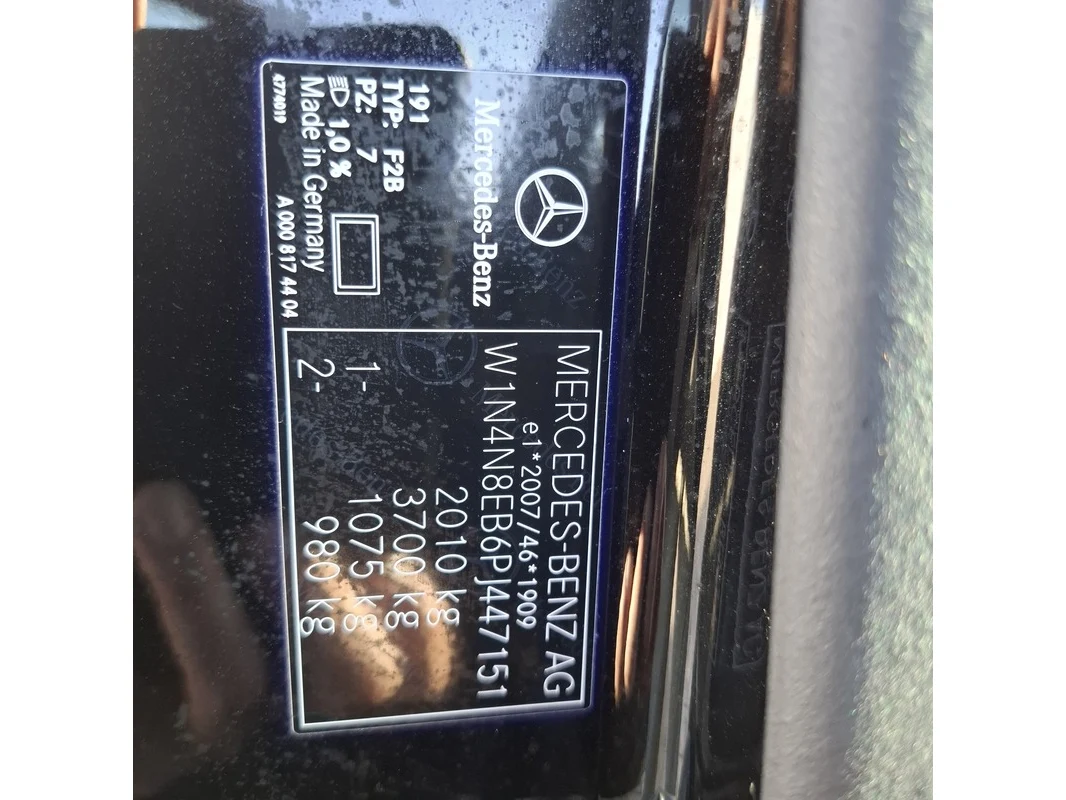 Mercedes-Benz
191
TYP: F2B
PZ: 7
1,0 %
Made in Germany
4774019
A 000 817 44 04
MERCEDES-BENZ AG
e1*2007/46*1909
W1N4N8EB6PJ447151
2010 kg
3700 kg
1- 1075 kg
2- 980 kg